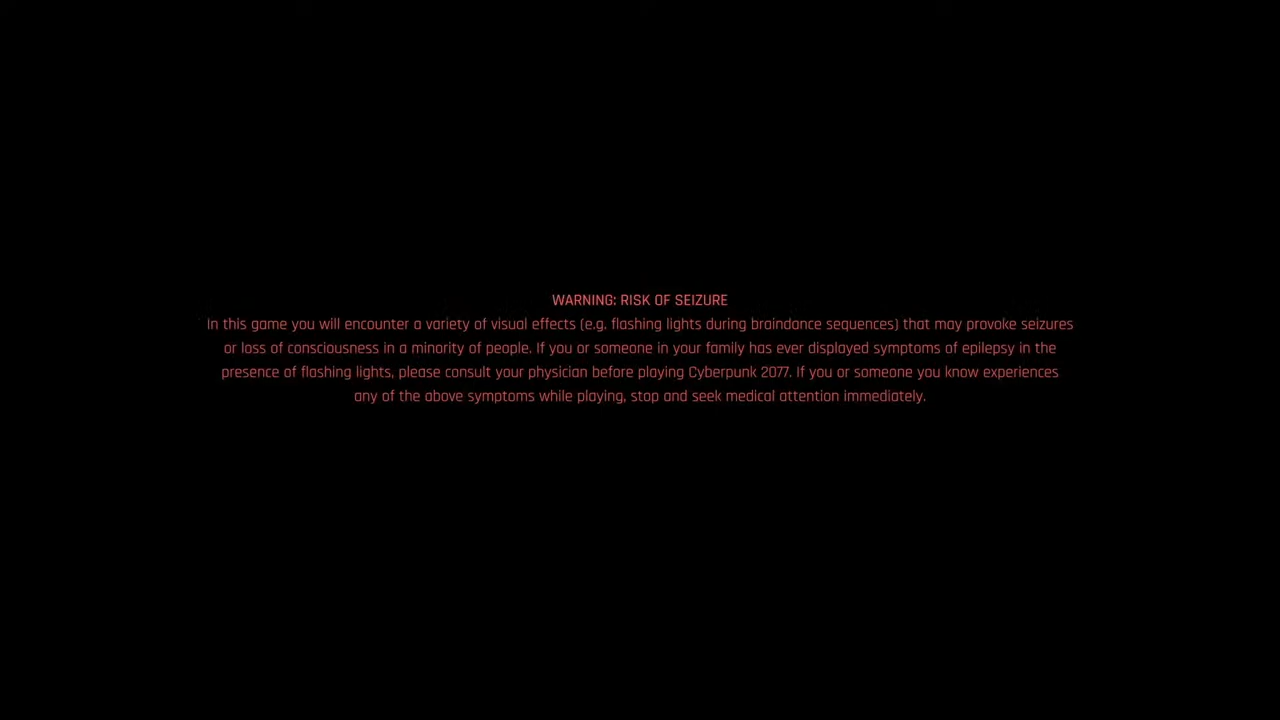 WARNING: RISK OF SEIZURE
In this game you will encounter a variety of visual effects (e.g. flashing lights during braindance sequences) that may provoke seizures
or loss of consciousness in a minority of people. If you or someone in your family has ever displayed symptoms of epilepsy in the
presence of flashing lights, please consult your physician before playing Cyberpunk 2077. If you or someone you know experiences
any of the above symptoms while playing, stop and seek medical attention immediately.